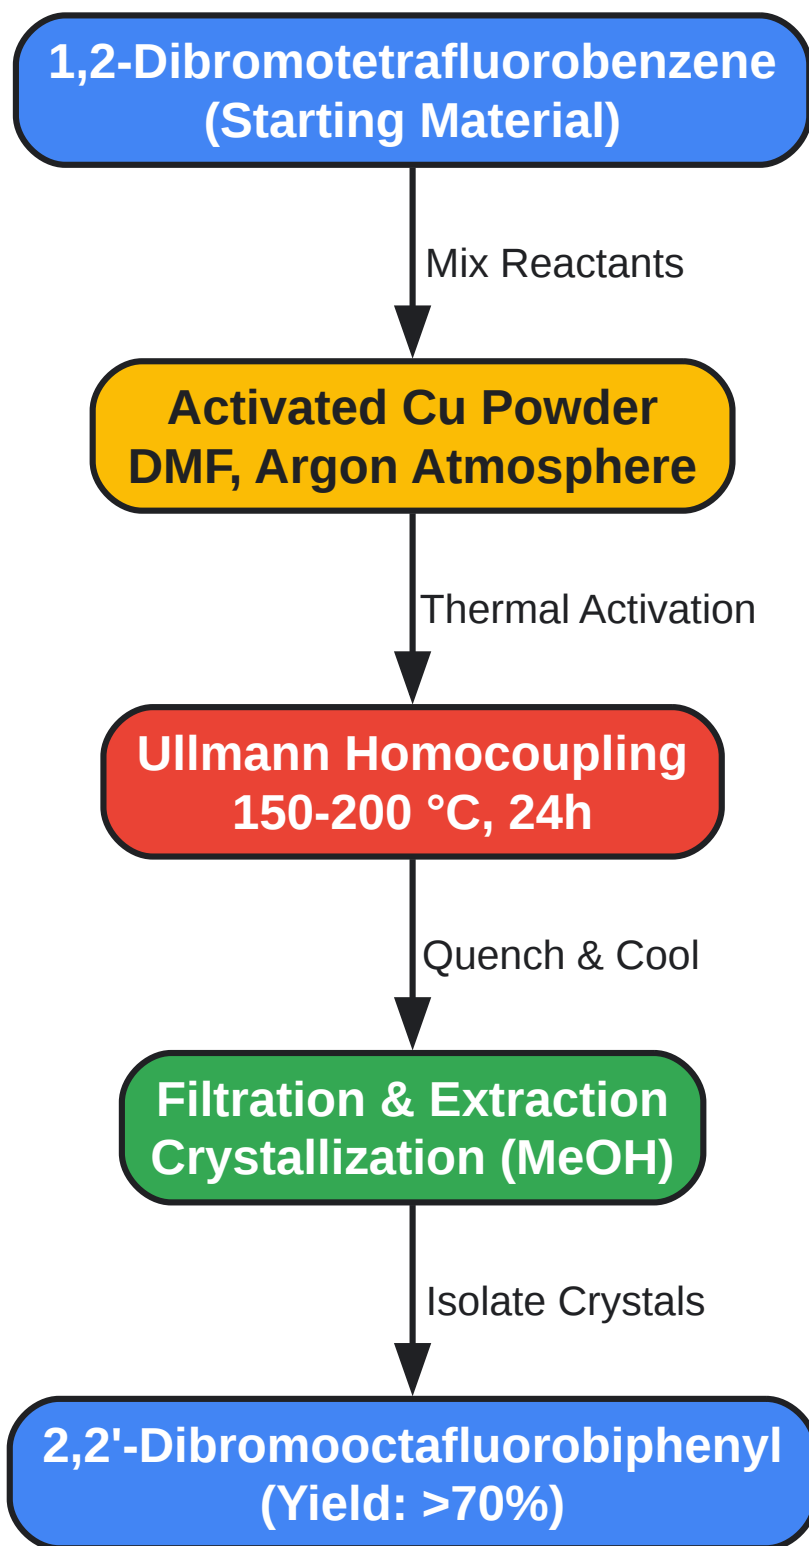 1,2-Dibromotetrafluorobenzene
(Starting Material)
Mix Reactants
Activated Cu Powder
DMF, Argon Atmosphere
Thermal Activation
Ullmann Homocoupling
150-200 °C, 24h
Quench & Cool
Filtration & Extraction
Crystallization (MeOH)
Isolate Crystals
2,2'-Dibromooctafluorobiphenyl
(Yield: >70%)